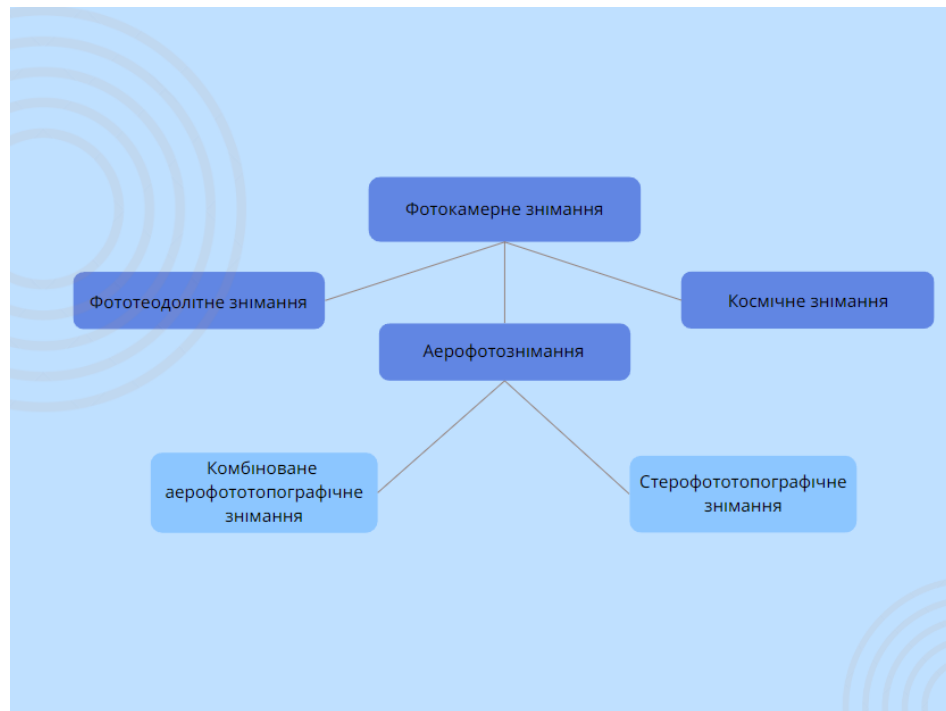 Фотокамерне знімання
Фототеодолітне знімання
Космічне знімання
Аерофотознімання
Комбіноване
аерофототопографічне
знімання
Стерофототопографічне
знімання